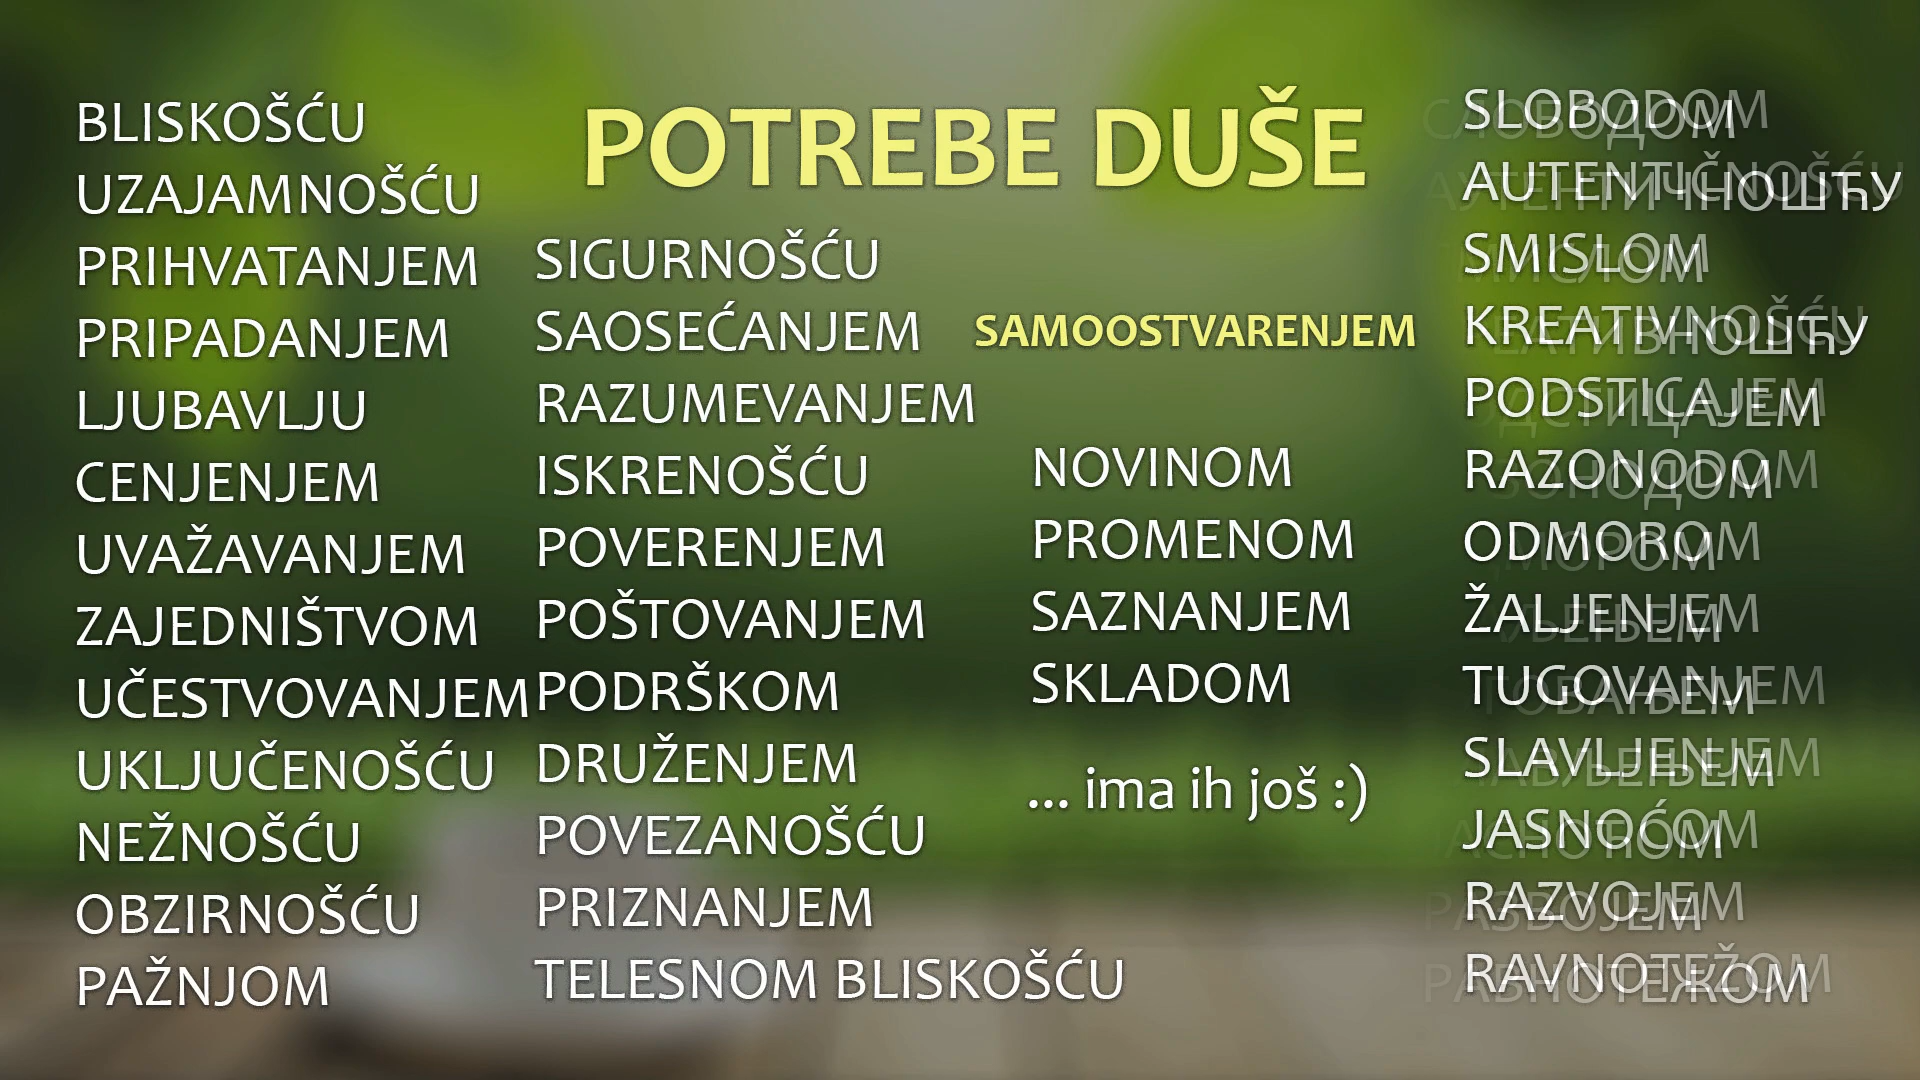 POTREBE DUŠE
BLISKOŠĆU
UZAJAMNOŠĆU
PRIHVATANJEM
PRIPADANJEM
LJUBAVLJU
CENJENJEM
UVAŽAVANJEM
ZAJEDNIŠTVOM
UČESTVOVANJEM
UKLJUČENOŠĆU
NEŽNOŠĆU
OBZIRNOŠĆU
PAŽNJOM
SIGURNOŠĆU
SAOSEĆANJEM
RAZUMEVANJEM
ISKRENOŠĆU
POVERENJEM
POŠTOVANJEM
PODRŠKOM
DRUŽENJEM
POVEZANOŠĆU
PRIZNANJEM
TELESNOM BLISKOŠĆU
SAMOOSTVARENJEM
NOVINOM
PROMENOM
SAZNANJEM
SKLADOM
... ima ih još :)
SLOBODOM
AUTENTIČNOŠĆU
SMISLOM
KREATIVNOŠĆU
PODSTICAJEM
RAZONODOM
ODMOROM
ŽALJENJEM
TUGOVANJEM
SLAVLJENJEM
JASNOĆOM
RAZVOJEM
RAVNOTEŽOM